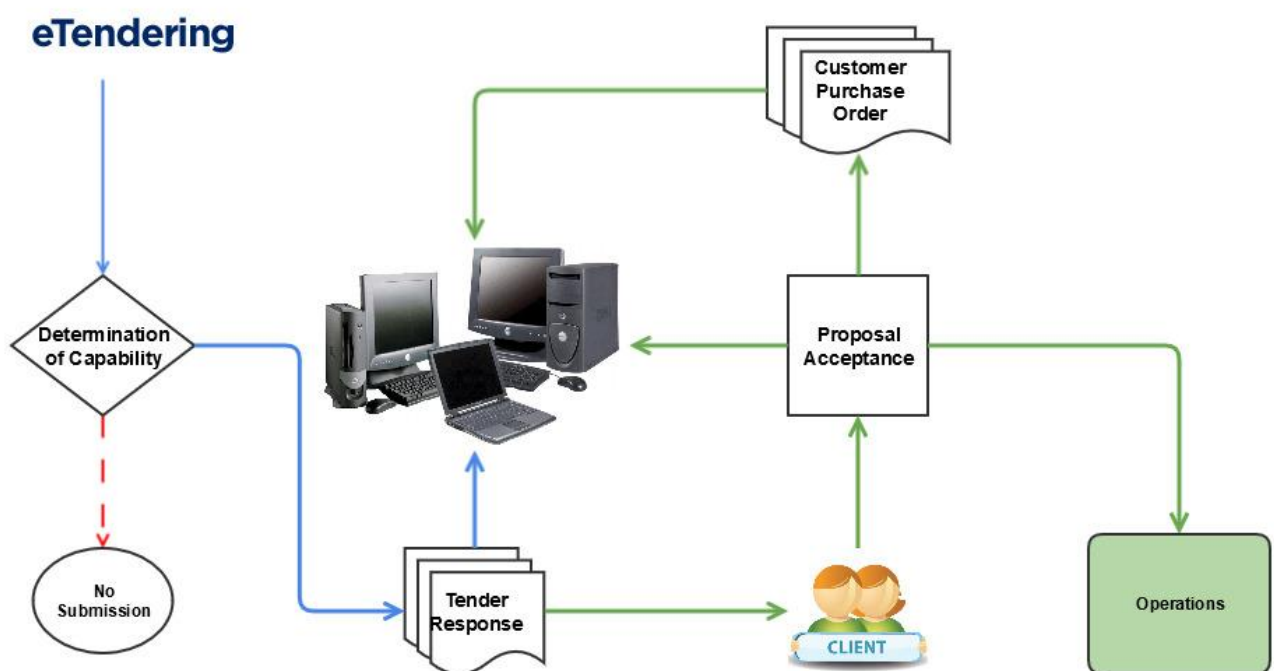 eTendering
Customer
Purchase
Order
Determination
of Capability
Proposal
Acceptance
No
Submission
Tender
Response
CLIENT
Operations